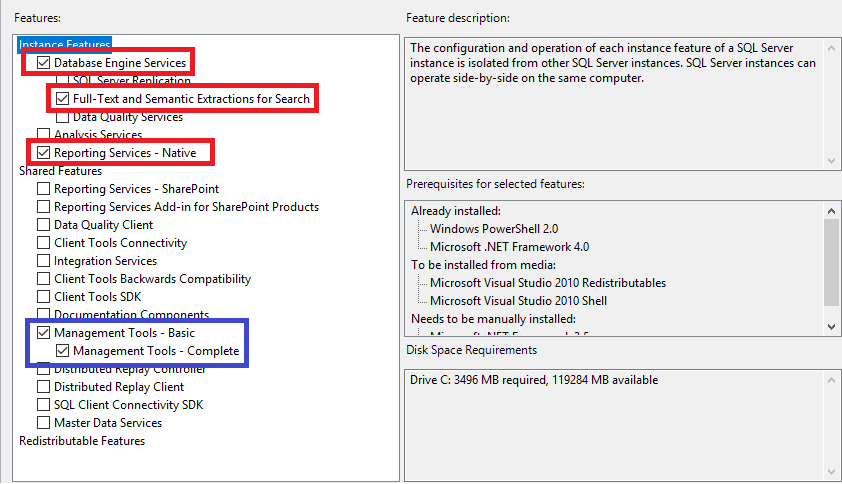 Features:
Instance Features
Database Engine Services
SQL Server Replication
Full-Text and Semantic Extractions for Search
Data Quality Services
Analysis Services
Reporting Services - Native
Shared Features
Reporting Services - SharePoint
Reporting Services Add-in for SharePoint Products
Data Quality Client
Client Tools Connectivity
Integration Services
Client Tools Backwards Compatibility
Client Tools SDK
Documentation Components
Management Tools - Basic
Management Tools - Complete
Distributed Replay Controller
Distributed Replay Client
SQL Client Connectivity SDK
Master Data Services
Redistributable Features
Feature description:
The configuration and operation of each instance feature of a SQL Server
instance is isolated from other SQL Server instances. SQL Server instances can
operate side-by-side on the same computer.
Prerequisites for selected features:
Already installed:
Windows PowerShell 2.0
Microsoft .NET Framework 4.0
To be installed from media:
Microsoft Visual Studio 2010 Redistributables
Microsoft Visual Studio 2010 Shell
Needs to be manually installed:
Microsoft .NET Framework 3.5
Disk Space Requirements
Drive C: 3496 MB required, 119284 MB available